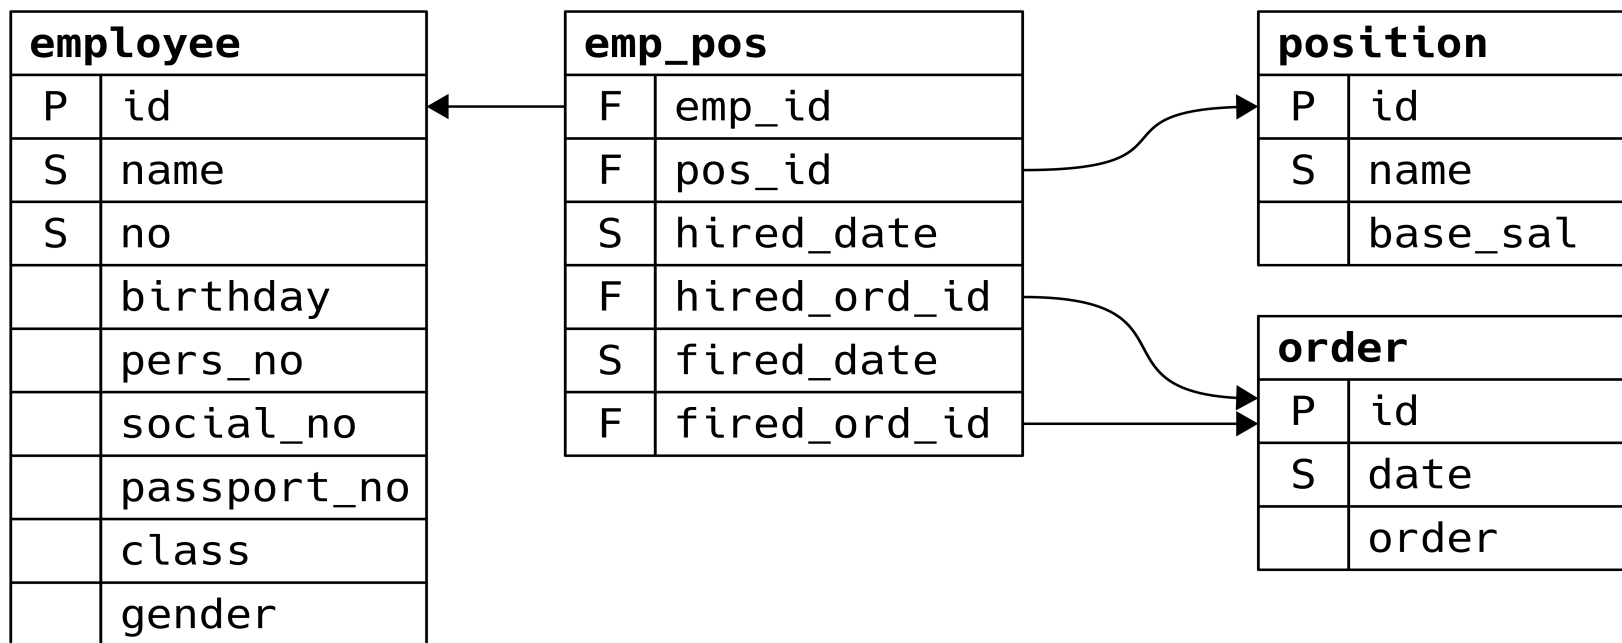 employee
P id
S name
S no
birthday
pers_no
social_no
passport_no
class
gender
emp_pos
F emp_id
F pos_id
S hired_date
F hired_ord_id
S fired_date
F fired_ord_id
position
P id
S name
base_sal
order
P id
S date
order